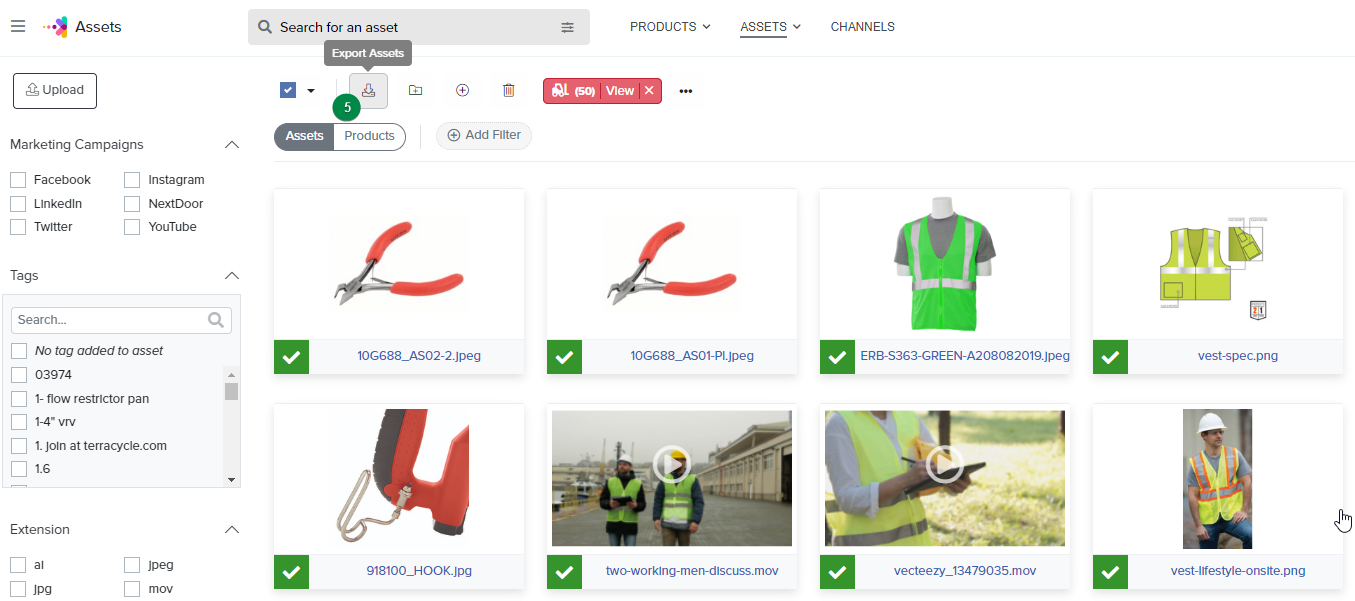 Assets
Search for an asset
PRODUCTS
ASSETS
CHANNELS
Export Assets
Upload
(50) View
5
Assets
Products
Add Filter
Marketing Campaigns
Facebook
Instagram
LinkedIn
NextDoor
Twitter
YouTube
Tags
Search...
No tag added to asset
03974
1- flow restrictor pan
1-4" vrv
1. join at terracycle.com
1.6
Extension
ai
jpeg
jpg
mov
10G688_AS02-2.jpeg
10G688_AS01-PI.jpeg
ERB-S363-GREEN-A208082019.jpeg
vest-spec.png
918100_HOOK.jpg
two-working-men-discuss.mov
vecteezy_13479035.mov
vest-lifestyle-onsite.png